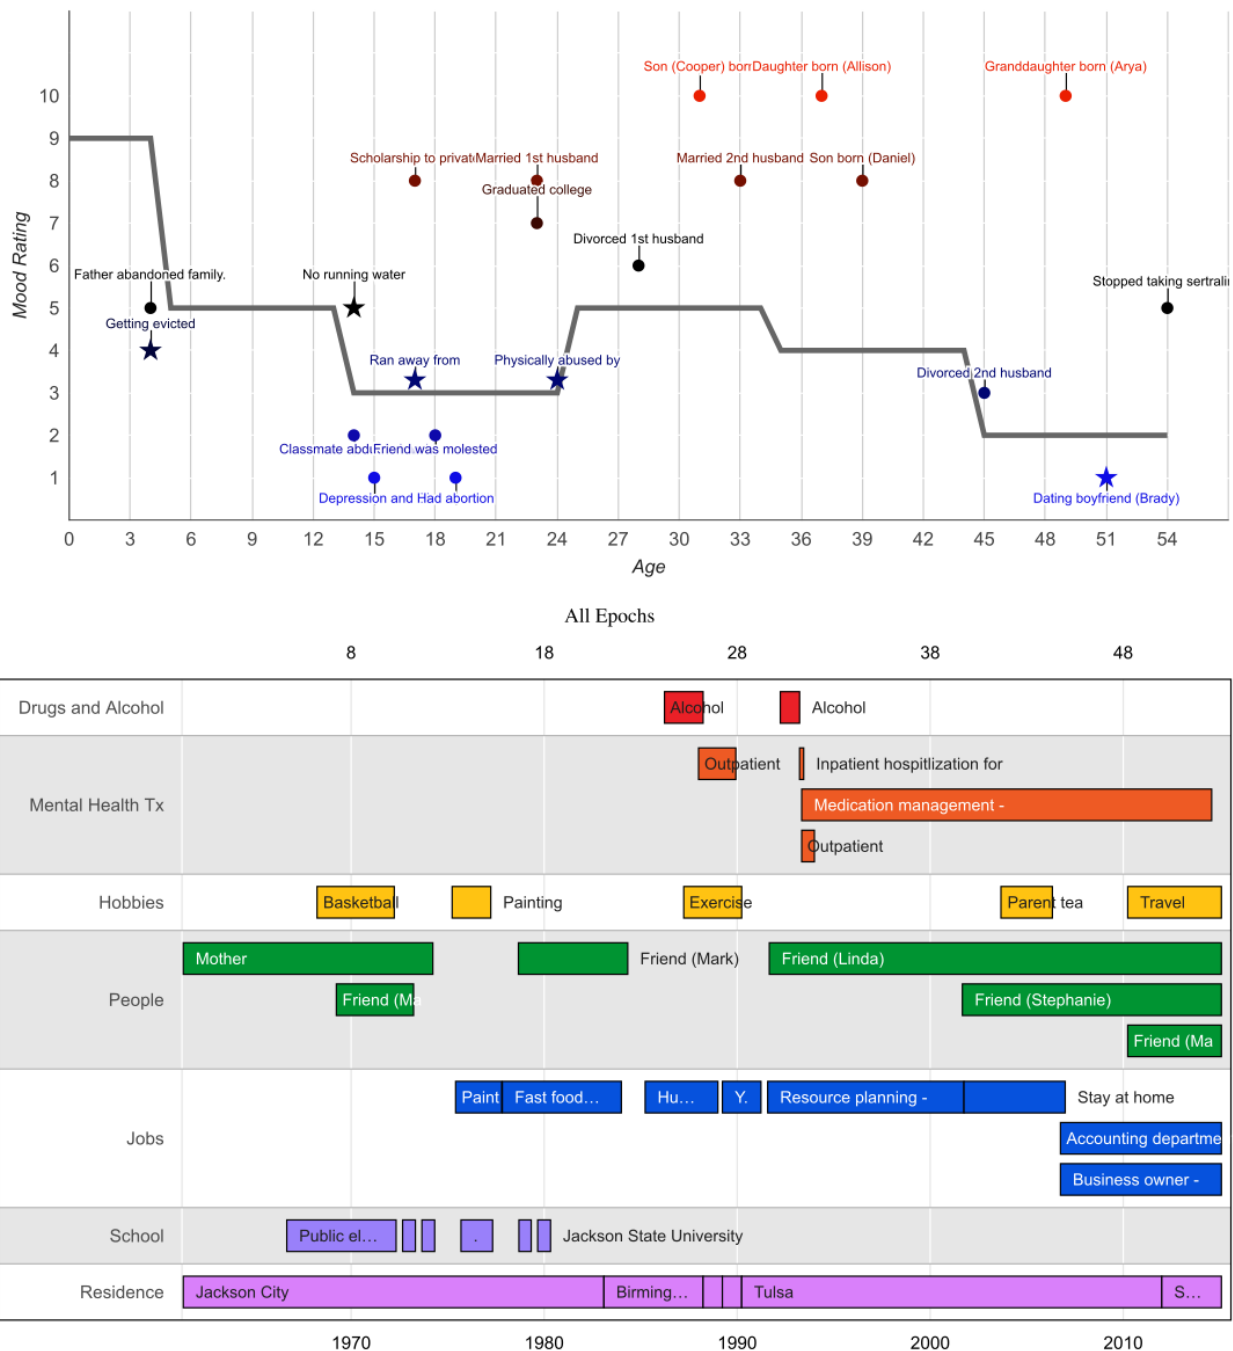 Son (Cooper) born
Daughter born (Allison)
Granddaughter born (Arya)
10
9
Scholarship to privat
Married 1st husband
Married 2nd husband
Son born (Daniel)
8
Graduated college
7
Divorced 1st husband
6
Father abandoned family.
No running water
Stopped taking sertrali
5
Getting evicted
4
Ran away from
Physically abused by
Divorced 2nd husband
3
2
Classmate abdu
Friend was molested
1
Depression and
Had abortion
Dating boyfriend (Brady)
Mood Rating
0 3 6 9 12 15 18 21 24 27 30 33 36 39 42 45 48 51 54
Age
All Epochs
8 18 28 38 48
Drugs and Alcohol
Alcohol
Alcohol
Mental Health Tx
Outpatient
Inpatient hospitlization for
Medication management -
Outpatient
Hobbies
Basketball
Painting
Exercise
Parent tea
Travel
People
Mother
Friend (Mark)
Friend (Linda)
Friend (Ma
Friend (Stephanie)
Friend (Ma
Jobs
Paint
Fast food…
Hu…
Y.
Resource planning -
Stay at home
Accounting departme
Business owner -
School
Public el…
.
Jackson State University
Residence
Jackson City
Birming…
Tulsa
S…
1970 1980 1990 2000 2010